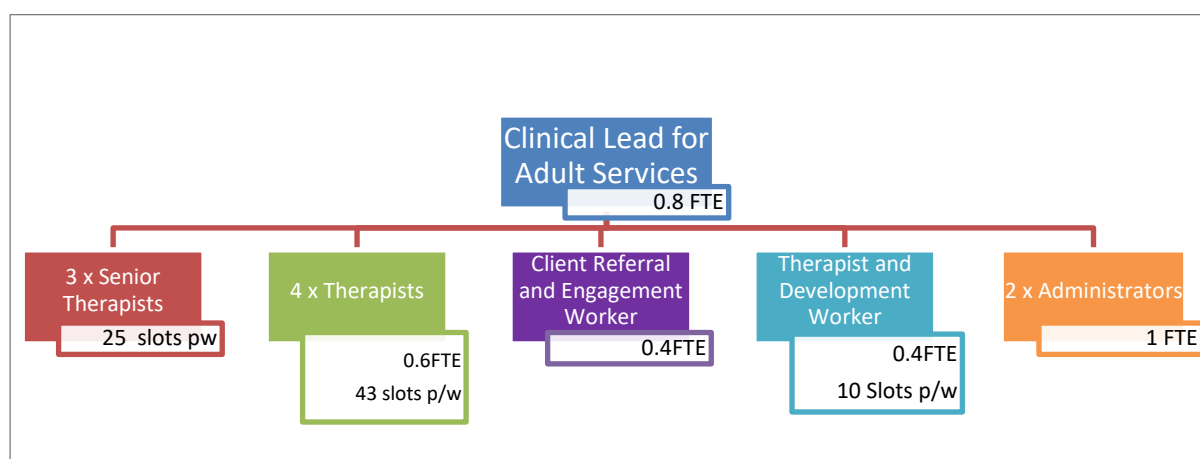 Clinical Lead for
Adult Services
0.8 FTE
3 x Senior
Therapists
25 slots pw
4 x Therapists
0.6FTE
43 slots p/w
Client Referral
and Engagement
Worker
0.4FTE
Therapist and
Development
Worker
0.4FTE
10 Slots p/w
2 x Administrators
1 FTE